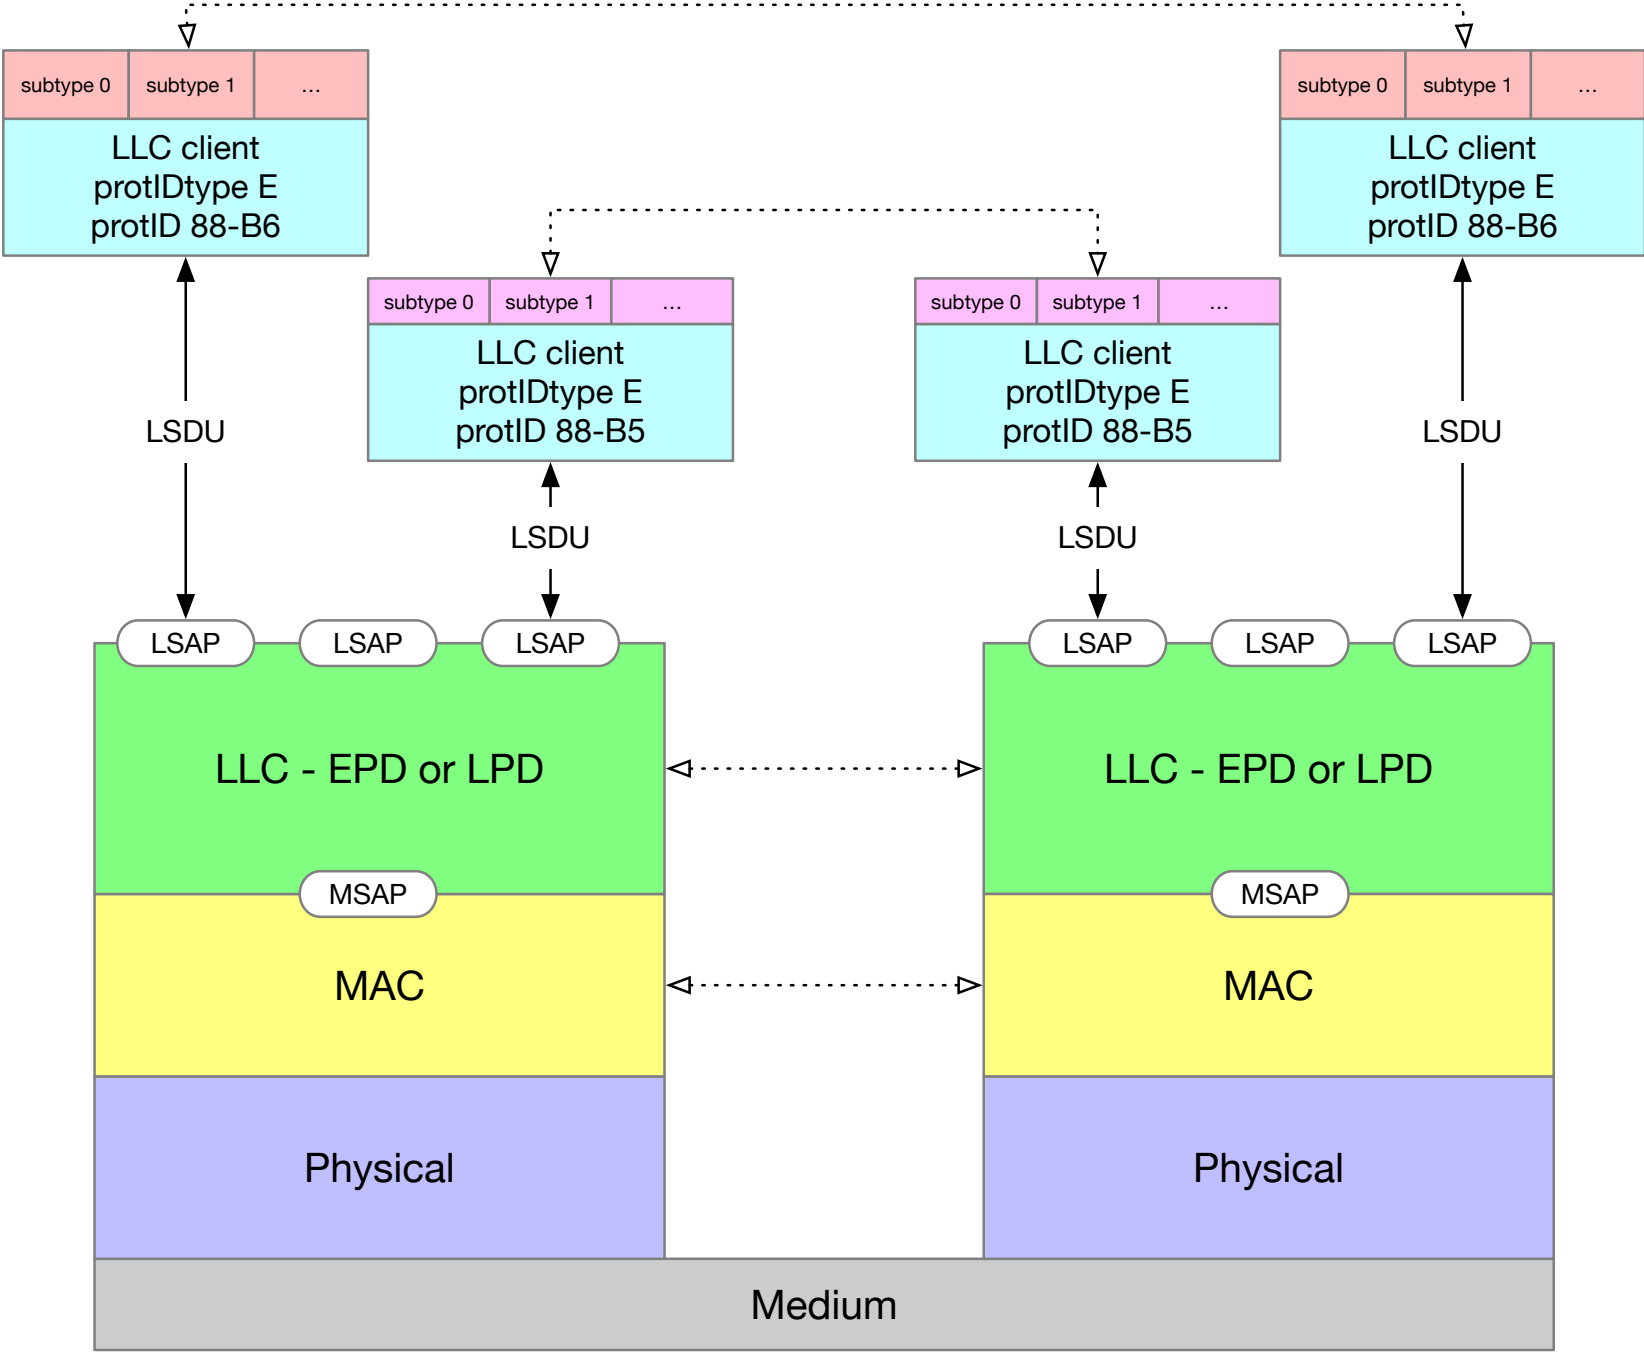 subtype 0 subtype 1 ...
LLC client
protIDtype E
protID 88-B6
subtype 0 subtype 1 ...
LLC client
protIDtype E
protID 88-B6
subtype 0 subtype 1 ...
LLC client
protIDtype E
protID 88-B5
subtype 0 subtype 1 ...
LLC client
protIDtype E
protID 88-B5
LSDU
LSDU
LSDU
LSDU
LSAP LSAP LSAP
LSAP LSAP LSAP
LLC - EPD or LPD
LLC - EPD or LPD
MSAP
MSAP
MAC
MAC
Physical
Physical
Medium